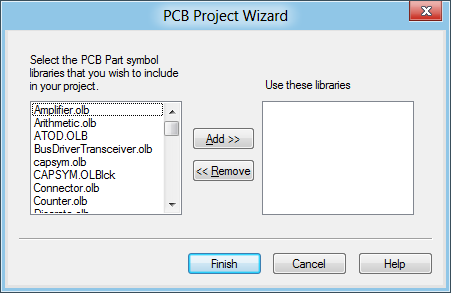 PCB Project Wizard
Select the PCB Part symbol
libraries that you wish to include
in your project.
Use these libraries
Amplifier.olb
Arithmetic.olb
ATOD.OLB
BusDriverTransceiver.olb
capsym.olb
CAPSYM.OLBlck
Connector.olb
Counter.olb
Discrete.olb
Add >>
<< Remove
Finish
Cancel
Help